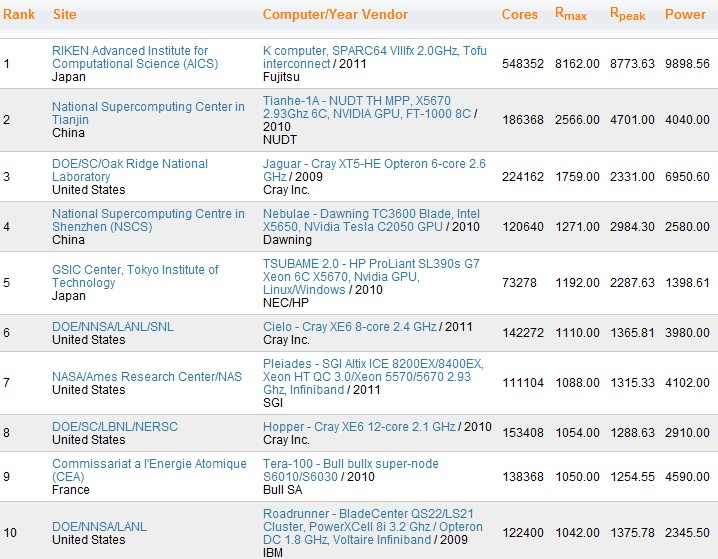 Rank Site Computer/Year Vendor Cores Rmax Rpeak Power
1 RIKEN Advanced Institute for Computational Science (AICS)
Japan
K computer, SPARC64 VIIIfx 2.0GHz, Tofu
interconnect / 2011
Fujitsu
548352 8162.00 8773.63 9898.56
2 National Supercomputing Center in
Tianjin
China
Tianhe-1A - NUDT TH MPP, X5670
2.93Ghz 6C, NVIDIA GPU, FT-1000 8C /
2010
NUDT
186368 2566.00 4701.00 4040.00
3 DOE/SC/Oak Ridge National
Laboratory
United States
Jaguar - Cray XT5-HE Opteron 6-core 2.6
GHz / 2009
Cray Inc.
224162 1759.00 2331.00 6950.60
4 National Supercomputing Centre in
Shenzhen (NSCS)
China
Nebulae - Dawning TC3600 Blade, Intel
X5650, NVidia Tesla C2050 GPU / 2010
Dawning
120640 1271.00 2984.30 2580.00
5 GSIC Center, Tokyo Institute of
Technology
Japan
TSUBAME 2.0 - HP ProLiant SL390s G7
Xeon 6C X5670, Nvidia GPU,
Linux/Windows / 2010
NEC/HP
73278 1192.00 2287.63 1398.61
6 DOE/NNSA/LANL/SNL
United States
Cielo - Cray XE6 8-core 2.4 GHz / 2011
Cray Inc.
142272 1110.00 1365.81 3980.00
7 NASA/Ames Research Center/NAS
United States
Pleiades - SGI Altix ICE 8200EX/8400EX,
Xeon HT QC 3.0/Xeon 5570/5670 2.93
Ghz, Infiniband / 2011
SGI
111104 1088.00 1315.33 4102.00
8 DOE/SC/LBNL/NERSC
United States
Hopper - Cray XE6 12-core 2.1 GHz / 2010
Cray Inc.
153408 1054.00 1288.63 2910.00
9 Commissariat a l'Energie Atomique
(CEA)
France
Tera-100 - Bull bullx super-node
S6010/S6030 / 2010
Bull SA
138368 1050.00 1254.55 4590.00
10 DOE/NNSA/LANL
United States
Roadrunner - BladeCenter QS22/LS21
Cluster, PowerXCell 8i 3.2 Ghz / Opteron
DC 1.8 GHz, Voltaire Infiniband / 2009
IBM
122400 1042.00 1375.78 2345.50